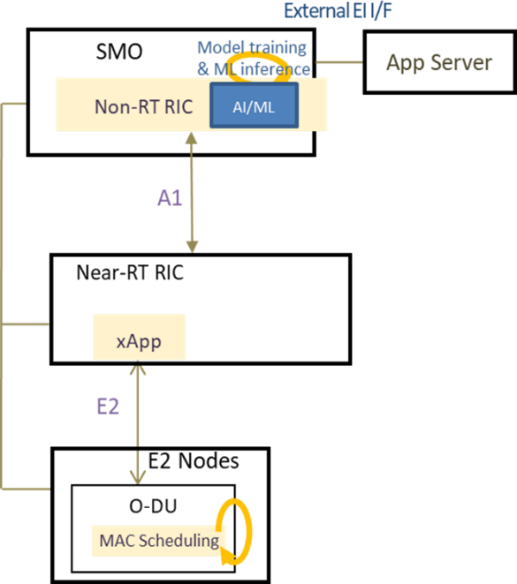 External EI I/F
SMO
Model training
& ML inference
App Server
Non-RT RIC
AI/ML
A1
Near-RT RIC
xApp
E2
E2 Nodes
O-DU
MAC Scheduling